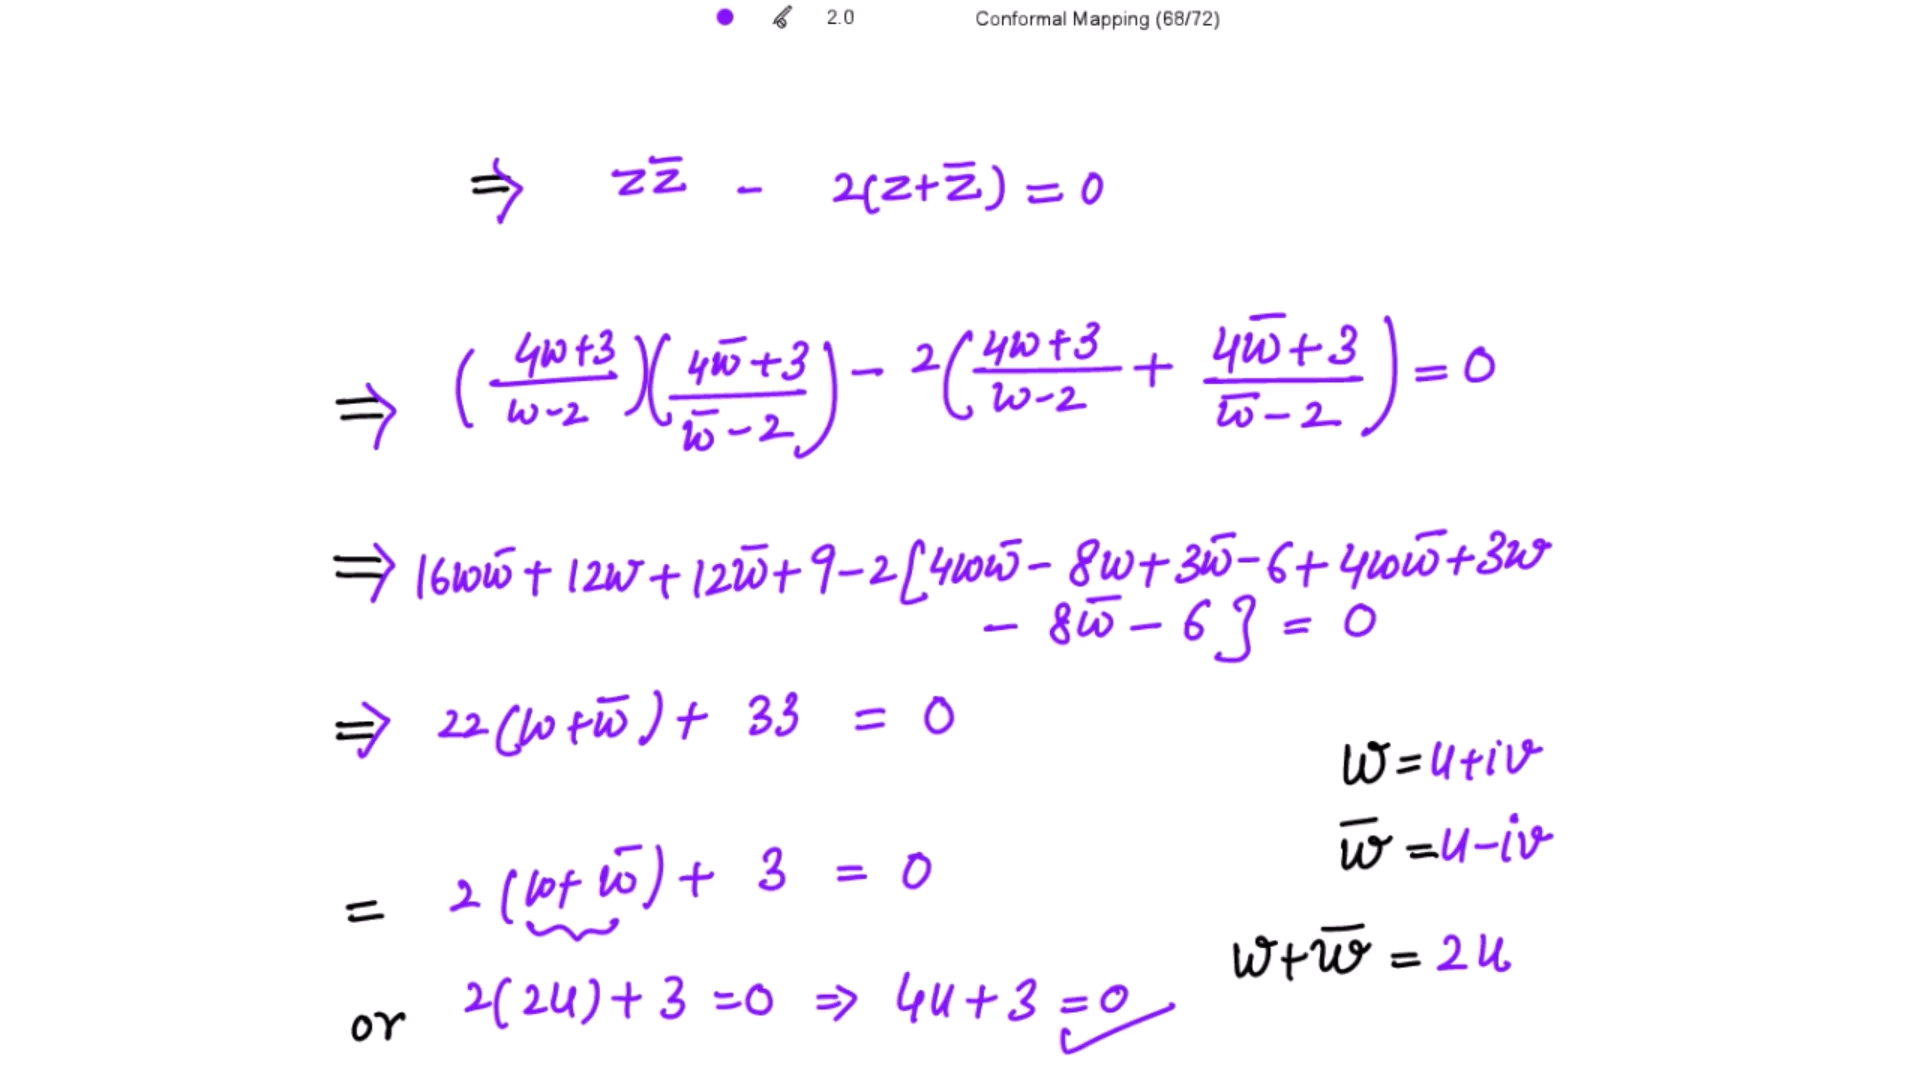 2.0 Conformal Mapping (68/72)
⇒ zz̄ - 2(z+z̄) = 0
⇒ ((4w+3)/(w-2))((4w̄+3)/(w̄-2)) - 2((4w+3)/(w-2) + (4w̄+3)/(w̄-2)) = 0
⇒ 16ww̄ + 12w + 12w̄ + 9 - 2[4ww̄ - 8w + 3w̄ - 6 + 4ww̄ + 3w
- 8w̄ - 6] = 0
⇒ 22(w+w̄) + 33 = 0
w = u+iv
w̄ = u-iv
= 2(w+w̄) + 3 = 0
w+w̄ = 2u
or 2(2u) + 3 = 0 ⇒ 4u + 3 = 0